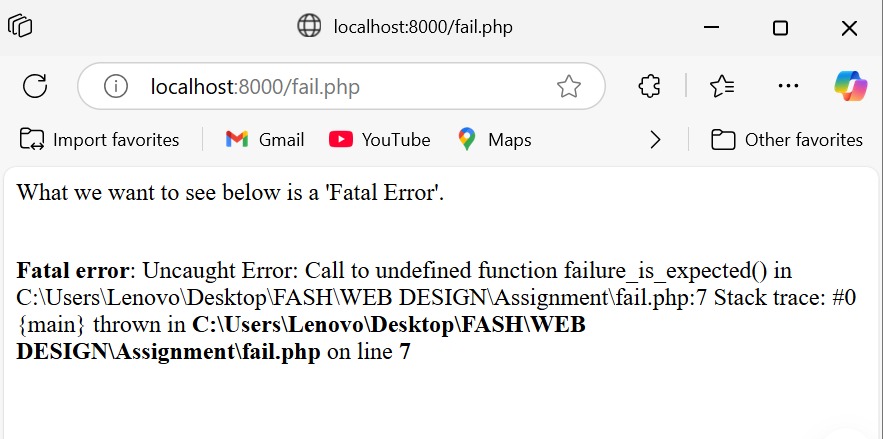 localhost:8000/fail.php
localhost:8000/fail.php
Import favorites
Gmail
YouTube
Maps
Other favorites
What we want to see below is a 'Fatal Error'.
Fatal error: Uncaught Error: Call to undefined function failure_is_expected() in
C:\Users\Lenovo\Desktop\FASH\WEB DESIGN\Assignment\fail.php:7 Stack trace: #0
{main} thrown in C:\Users\Lenovo\Desktop\FASH\WEB
DESIGN\Assignment\fail.php on line 7